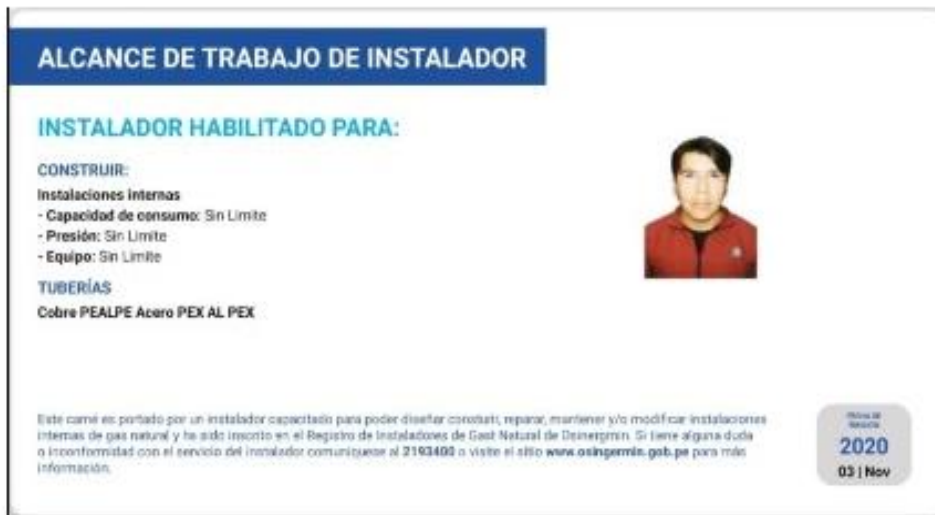 ALCANCE DE TRABAJO DE INSTALADOR
INSTALADOR HABILITADO PARA:
CONSTRUIR:
Instalaciones internas
- Capacidad de consumo: Sin Limite
- Presión: Sin Limite
- Equipo: Sin Limite
TUBERÍAS
Cobre PEALPE Acero PEX AL PEX
Este carné es portado por un instalador capacitado para poder diseñar construir, reparar, mantener y/o modificar instalaciones
internas de gas natural y ha sido inscrito en el Registro de Instaladores de Gast Natural de Osinergmin. Si tiene alguna duda
o inconformidad con el servicio del instalador comuniquese al 2193400 o visite el sitio www.osingermin.gob.pe para más
información.
2020
03 | Nov